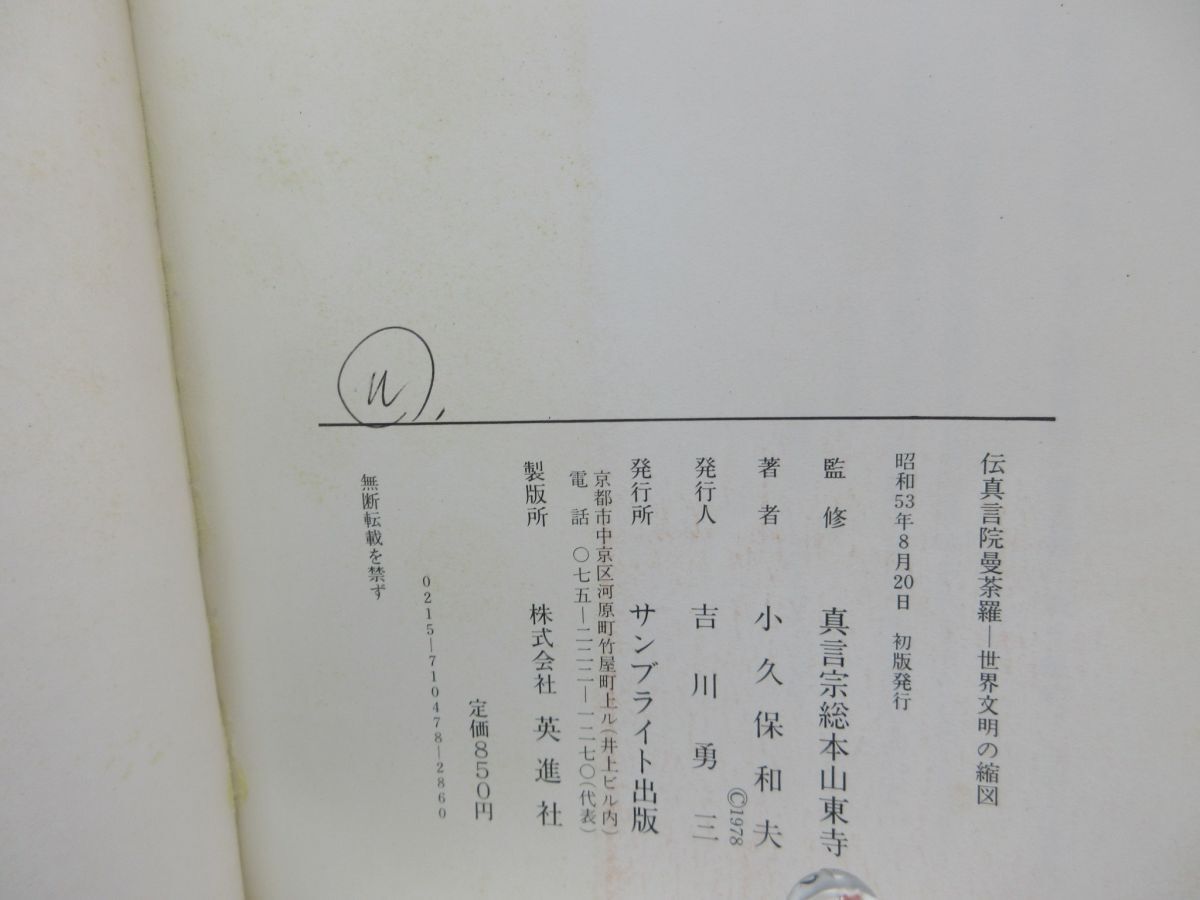 伝真言院曼荼羅―世界文明の縮図
昭和53年8月20日 初版発行
監修 真言宗総本山東寺
著者 小久保和夫
©1978
発行人 吉川勇三
発行所 サンブライト出版
京都市中京区河原町竹屋町上ル(井上ビル内)
電話 〇七五―二二二―一二七〇(代表)
製版所 株式会社 英進社
定価850円
0215―710478―2860
無断転載を禁ず